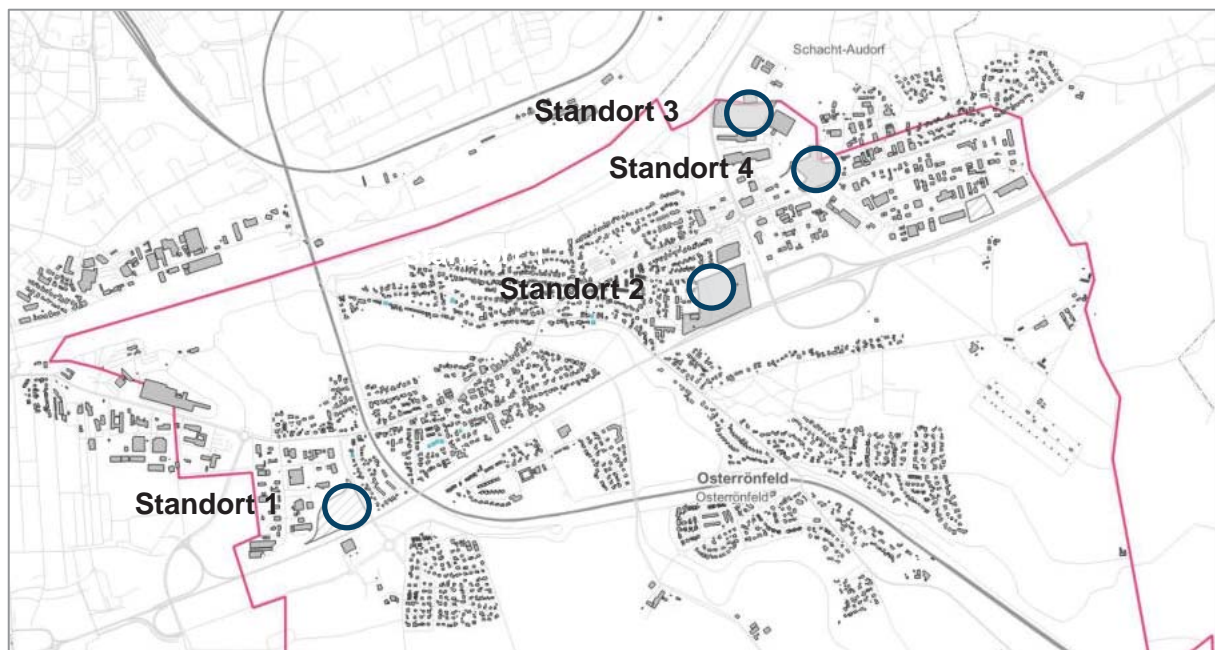 Schacht-Audorf
Standort 3
Standort 4
Standort 2
Standort 1
Osterrönfeld
Osterrönfeld